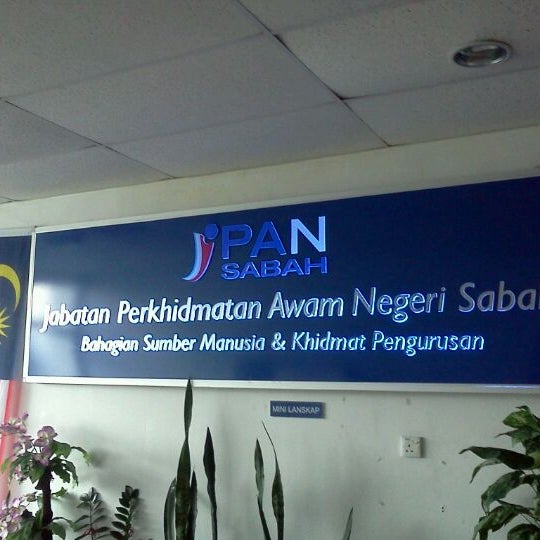 JPAN
SABAH
Jabatan Perkhidmatan Awam Negeri Sabah
Bahagian Sumber Manusia & Khidmat Pengurusan
MINI LANSKAP